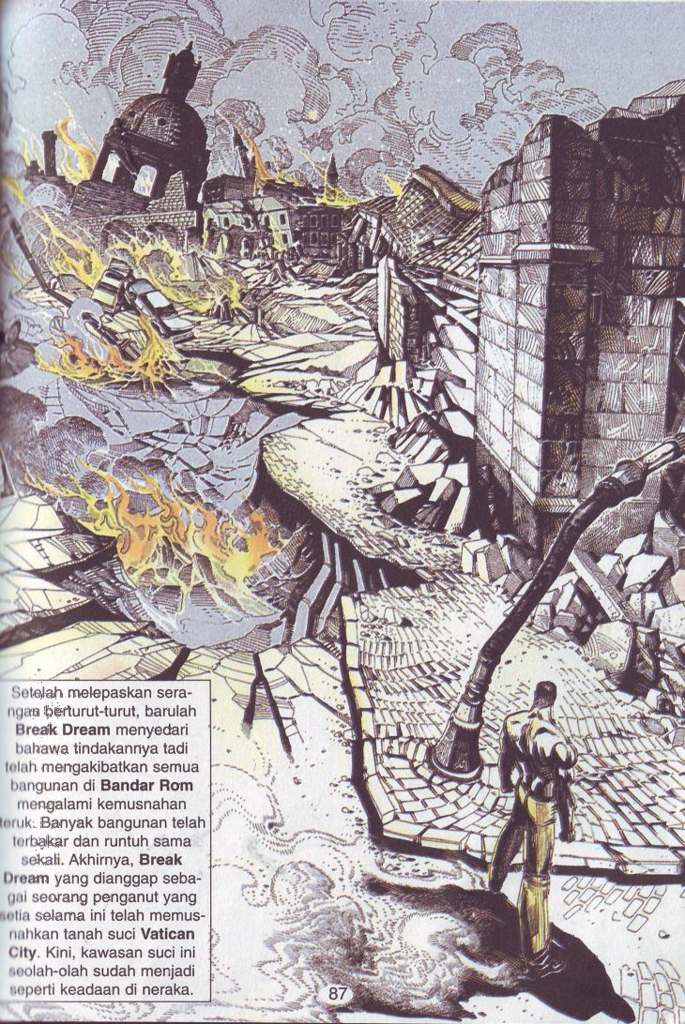 Setelah melepaskan sera-
ngan berturut-turut, barulah
Break Dream menyedari
bahawa tindakannya tadi
telah mengakibatkan semua
bangunan di Bandar Rom
mengalami kemusnahan
teruk. Banyak bangunan telah
terbakar dan runtuh sama
sekali. Akhirnya, Break
Dream yang dianggap seba-
gai seorang penganut yang
setia selama ini telah memus-
nahkan tanah suci Vatican
City. Kini, kawasan suci ini
seolah-olah sudah menjadi
seperti keadaan di neraka.
87